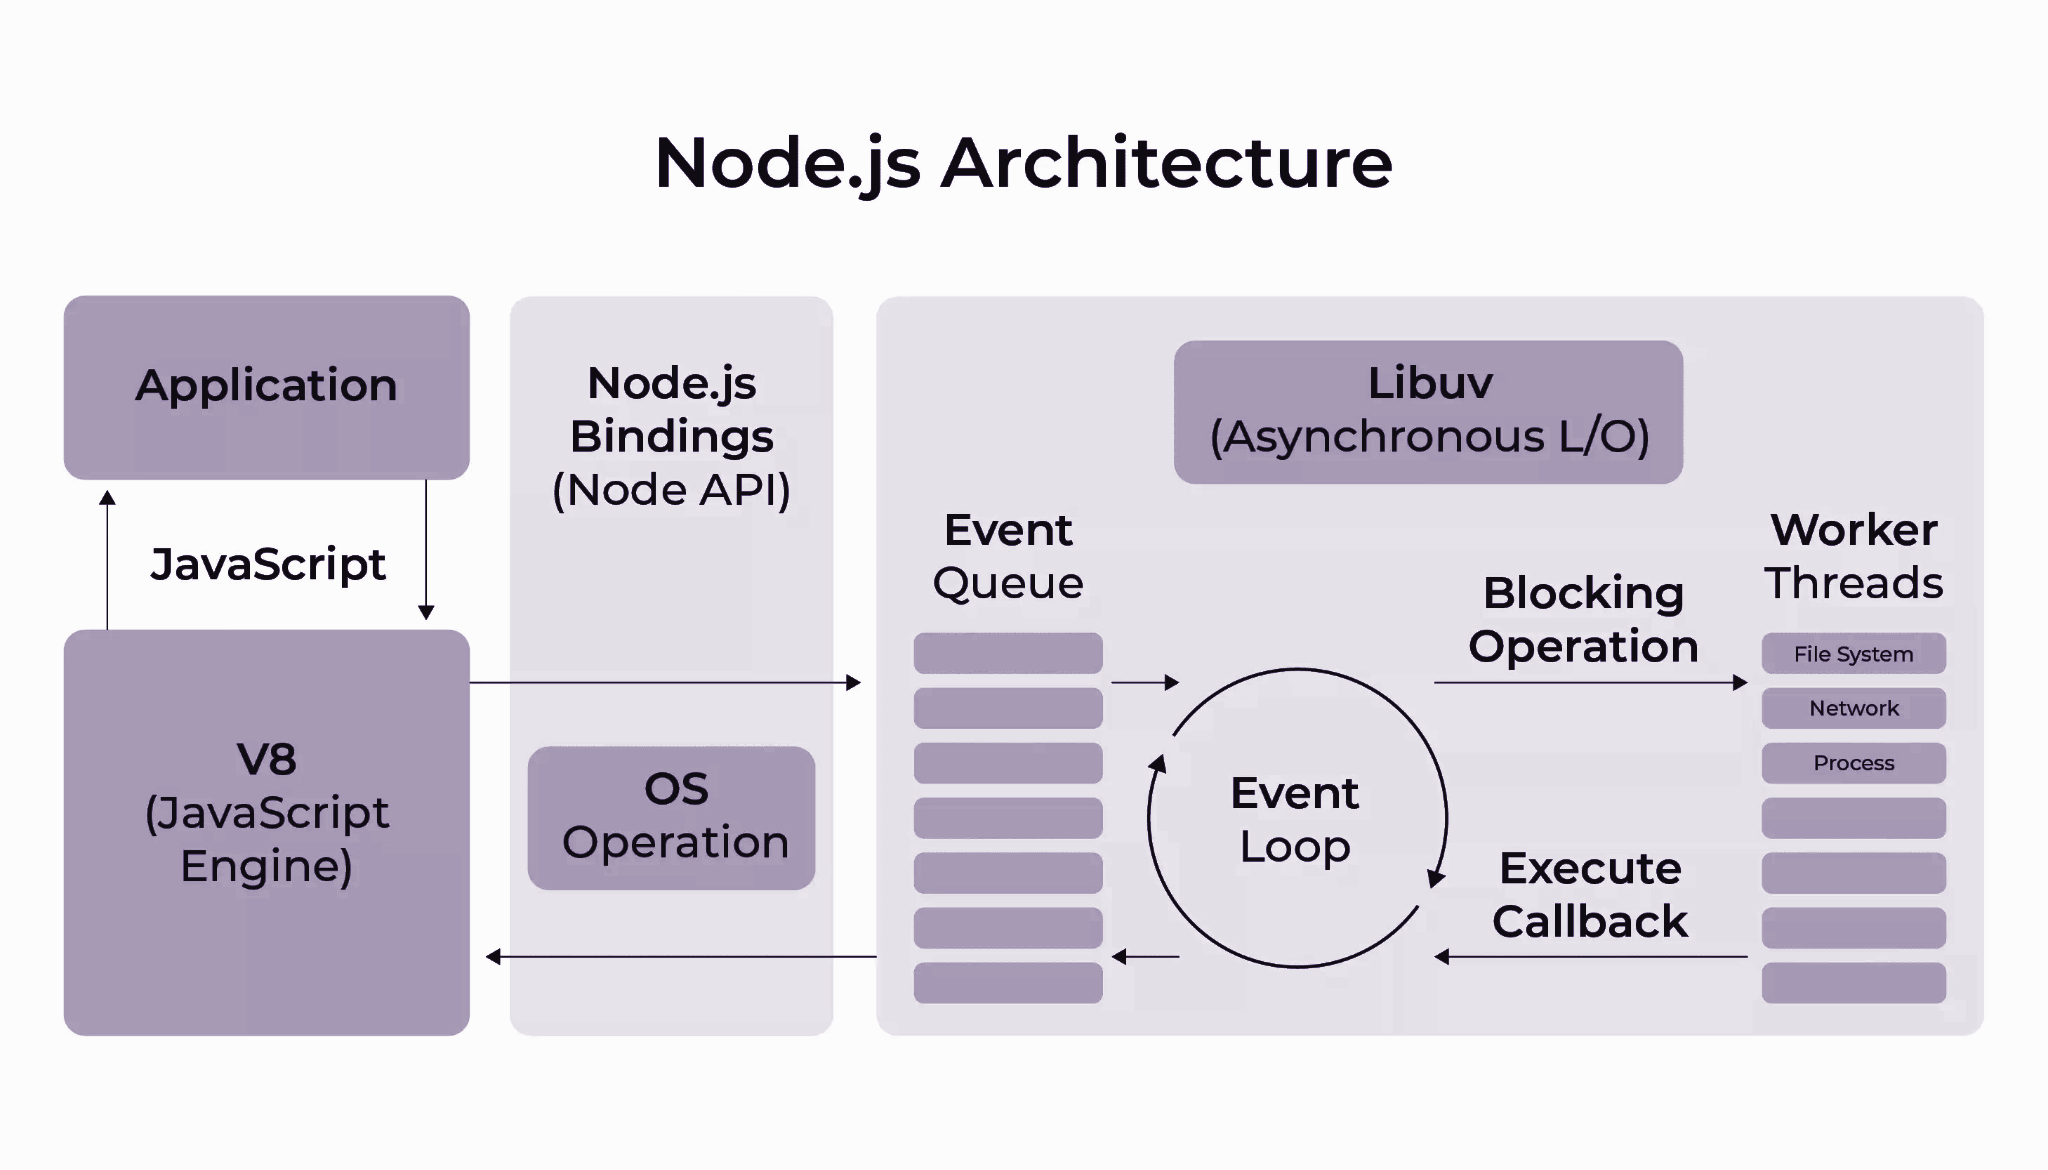 Node.js Architecture
Application
JavaScript
V8
(JavaScript
Engine)
Node.js
Bindings
(Node API)
OS
Operation
Libuv
(Asynchronous L/O)
Event
Queue
Event
Loop
Blocking
Operation
Execute
Callback
Worker
Threads
File System
Network
Process